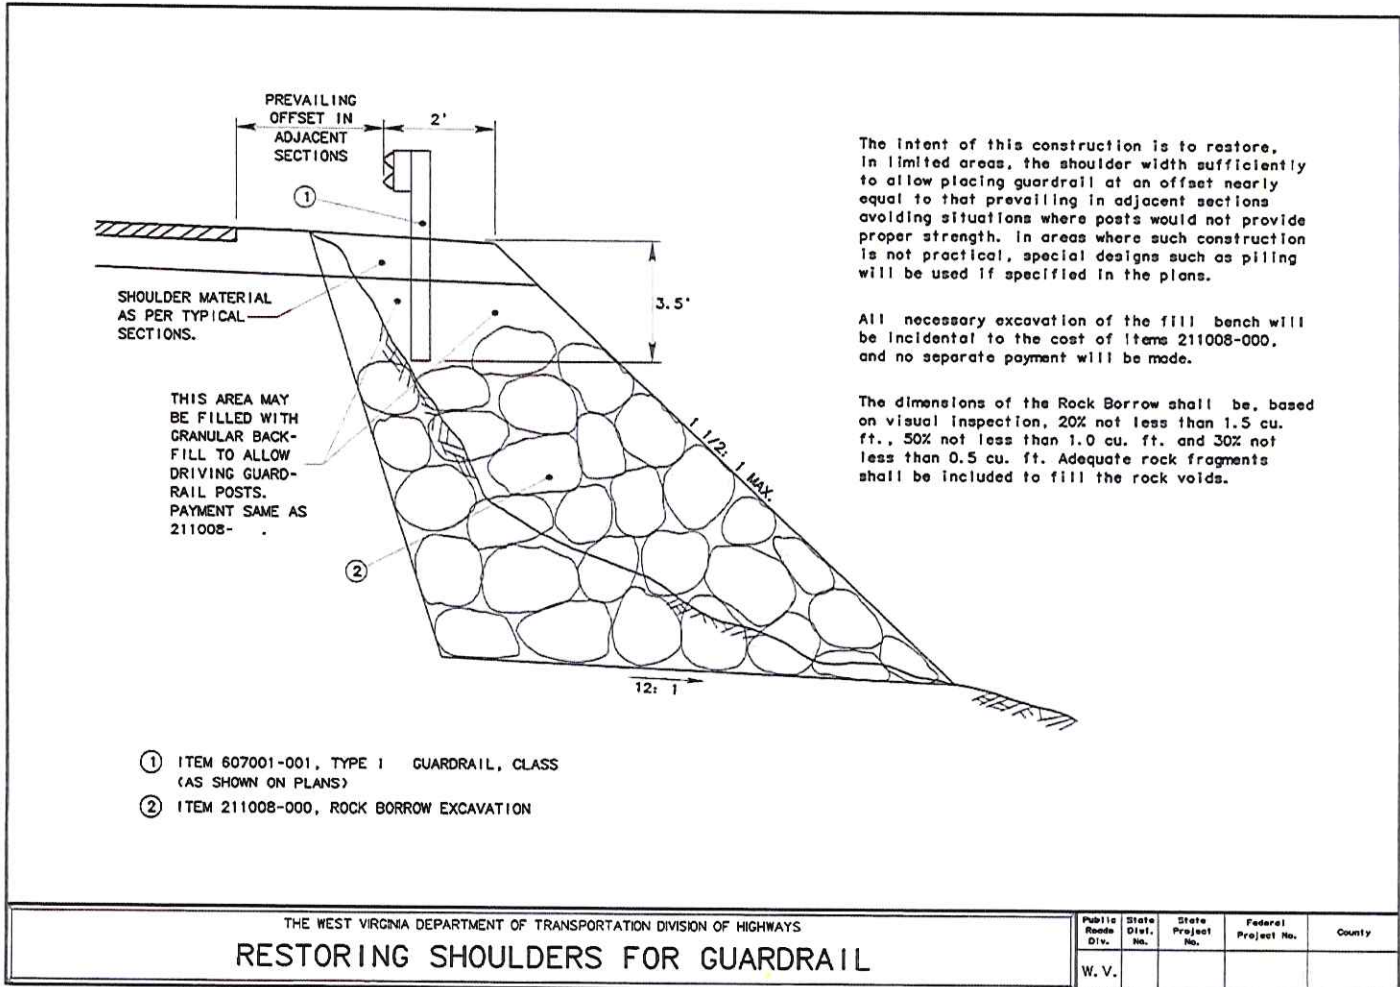 PREVAILING
OFFSET IN
ADJACENT
SECTIONS
2'
1
SHOULDER MATERIAL
AS PER TYPICAL
SECTIONS.
3.5'
THIS AREA MAY
BE FILLED WITH
GRANULAR BACK-
FILL TO ALLOW
DRIVING GUARD-
RAIL POSTS.
PAYMENT SAME AS
211008- .
1 1/2: 1 MAX.
2
12: 1
The intent of this construction is to restore,
in limited areas, the shoulder width sufficiently
to allow placing guardrail at an offset nearly
equal to that prevailing in adjacent sections
avoiding situations where posts would not provide
proper strength. In areas where such construction
is not practical, special designs such as piling
will be used if specified in the plans.
All necessary excavation of the fill bench will
be incidental to the cost of Items 211008-000,
and no separate payment will be made.
The dimensions of the Rock Borrow shall be, based
on visual inspection, 20% not less than 1.5 cu.
ft., 50% not less than 1.0 cu. ft. and 30% not
less than 0.5 cu. ft. Adequate rock fragments
shall be included to fill the rock voids.
1 ITEM 607001-001, TYPE 1 GUARDRAIL, CLASS
(AS SHOWN ON PLANS)
2 ITEM 211008-000, ROCK BORROW EXCAVATION
THE WEST VIRGINIA DEPARTMENT OF TRANSPORTATION DIVISION OF HIGHWAYS
RESTORING SHOULDERS FOR GUARDRAIL
Public Roads Div.
State Dist. No.
State Project No.
Federal Project No.
County
W. V.